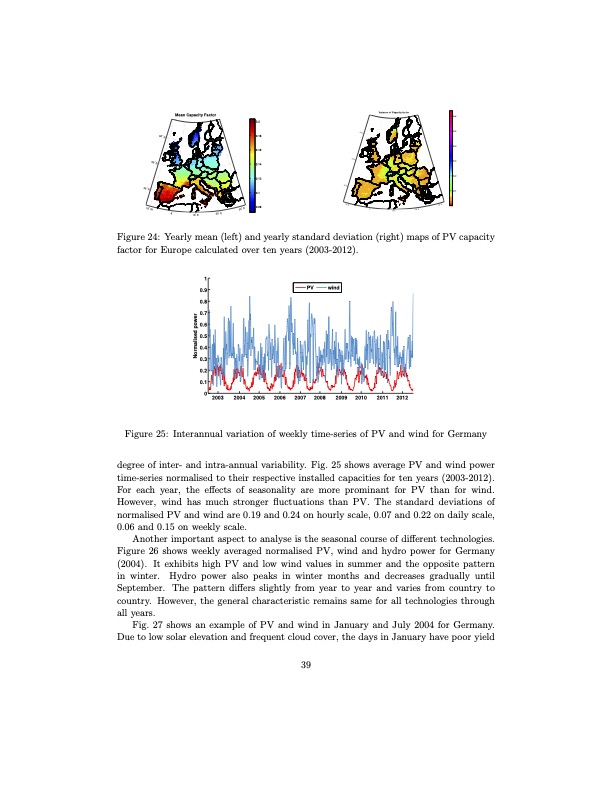 Mean Capacity Factor
Figure 24: Yearly mean (left) and yearly standard deviation (right) maps of PV capacity
factor for Europe calculated over ten years (2003-2012).
1
0.9
0.8
0.7
0.6
0.5
0.4
0.3
0.2
0.1
0
Normalised power
PV wind
2003 2004 2005 2006 2007 2008 2009 2010 2011 2012
Figure 25: Interannual variation of weekly time-series of PV and wind for Germany
degree of inter- and intra-annual variability. Fig. 25 shows average PV and wind power
time-series normalised to their respective installed capacities for ten years (2003-2012).
For each year, the effects of seasonality are more prominent for PV than for wind.
However, wind has much stronger fluctuations than PV. The standard deviations of
normalised PV and wind are 0.19 and 0.24 on hourly scale, 0.07 and 0.22 on daily scale,
0.06 and 0.15 on weekly scale.
Another important aspect to analyse is the seasonal course of different technologies.
Figure 26 shows weekly averaged normalised PV, wind and hydro power for Germany
(2004). It exhibits high PV and low wind values in summer and the opposite pattern
in winter. Hydro power also peaks in winter months and decreases gradually until
September. The pattern differs slightly from year to year and varies from country to
country. However, the general characteristic remains same for all technologies through
all years.
Fig. 27 shows an example of PV and wind in January and July 2004 for Germany.
Due to low solar elevation and frequent cloud cover, the days in January have poor yield
39